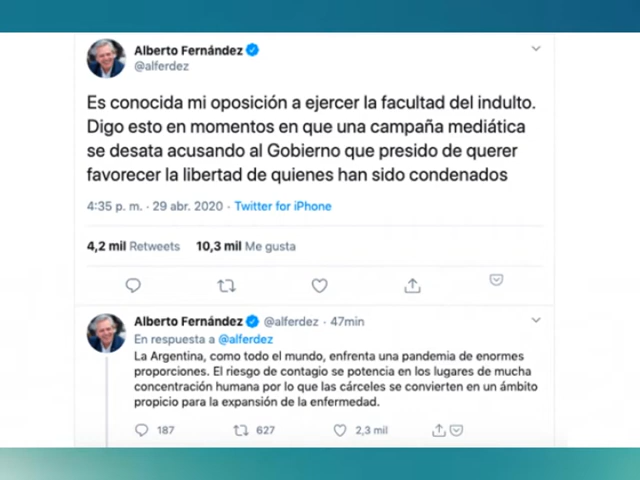 Alberto Fernández
@alferdez
Es conocida mi oposición a ejercer la facultad del indulto.
Digo esto en momentos en que una campaña mediática
se desata acusando al Gobierno que presido de querer
favorecer la libertad de quienes han sido condenados
4:35 p. m. · 29 abr. 2020 · Twitter for iPhone
4,2 mil Retweets 10,3 mil Me gusta
Alberto Fernández @alferdez · 47min
En respuesta a @alferdez
La Argentina, como todo el mundo, enfrenta una pandemia de enormes
proporciones. El riesgo de contagio se potencia en los lugares de mucha
concentración humana por lo que las cárceles se convierten en un ámbito
propicio para la expansión de la enfermedad.
187 627 2,3 mil